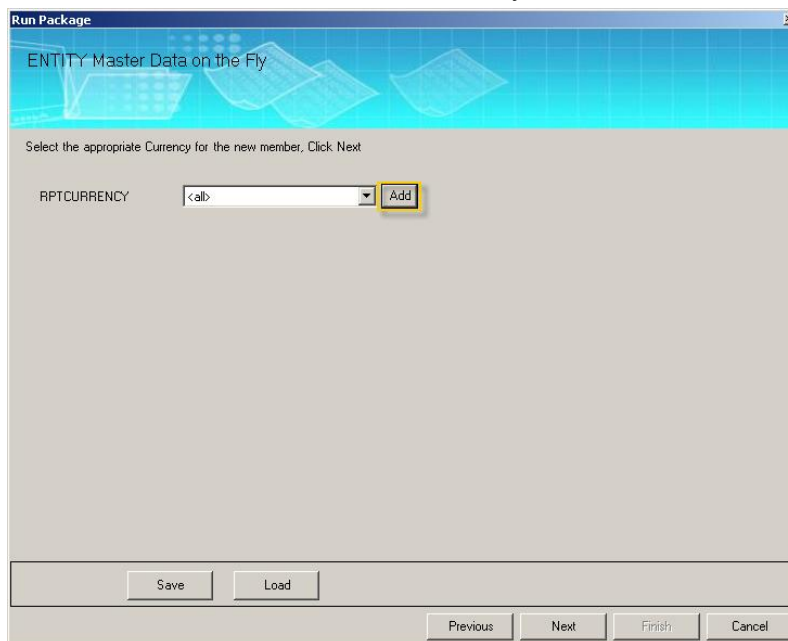 Run Package
ENTITY Master Data on the Fly
Select the appropriate Currency for the new member, Click Next
RPTCURRENCY <all> Add
Save Load
Previous Next Finish Cancel